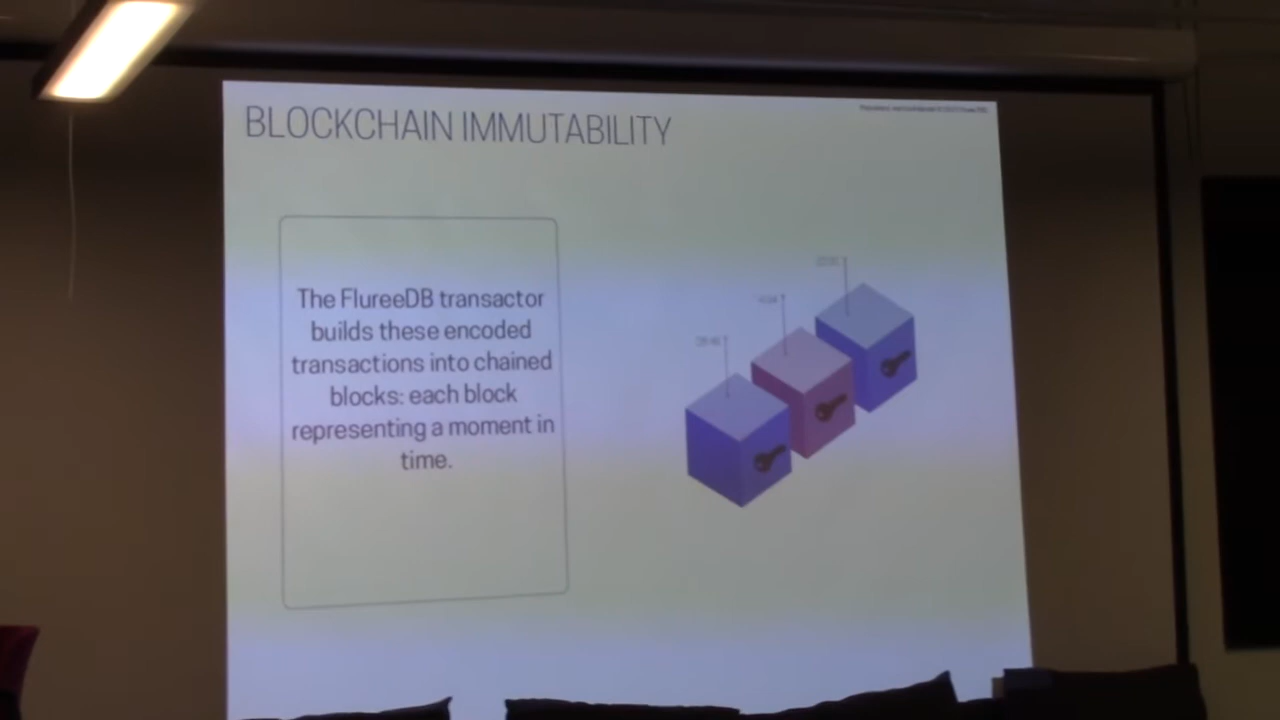 BLOCKCHAIN IMMUTABILITY
The FlureeDB transactor
builds these encoded
transactions into chained
blocks: each block
representing a moment in
time.